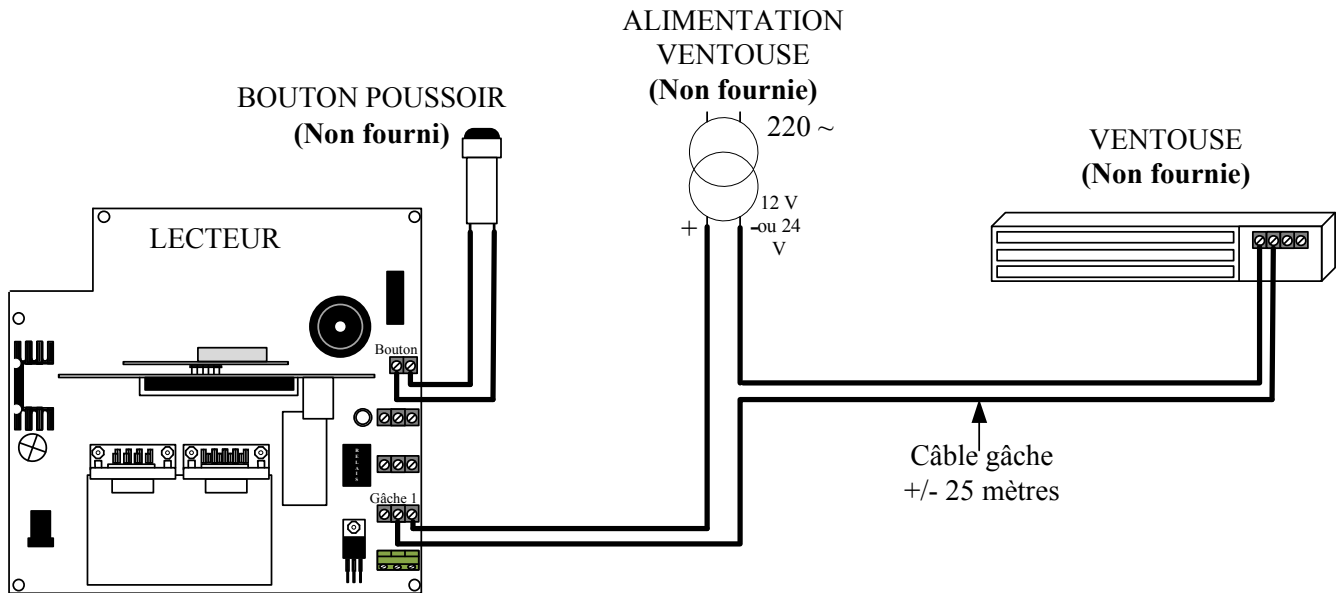 ALIMENTATION
VENTOUSE
(Non fournie)
220 ~
BOUTON POUSSOIR
(Non fourni)
VENTOUSE
(Non fournie)
12 V
+
-ou 24
V
LECTEUR
Bouton
RELAIS
Gâche 1
Câble gâche
+/- 25 mètres